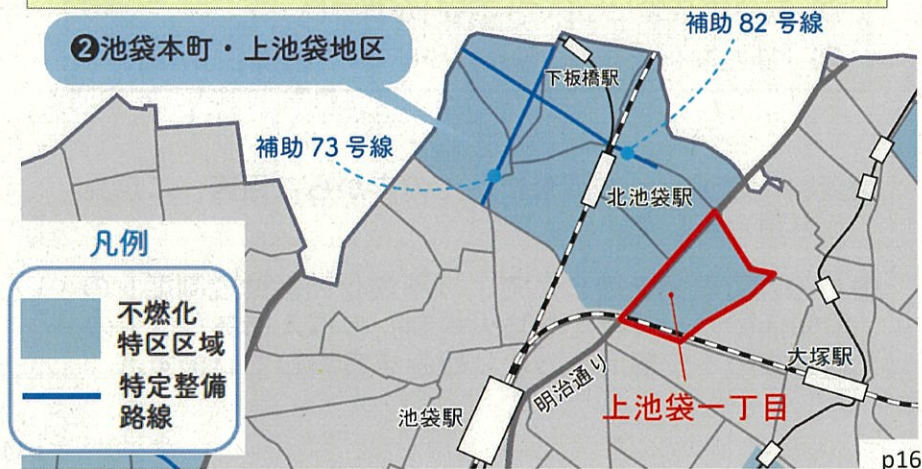 ❷池袋本町・上池袋地区
補助 82 号線
下板橋駅
補助 73 号線
北池袋駅
凡例
不燃化
特区区域
特定整備
路線
大塚駅
明治通り
池袋駅
上池袋一丁目
p16